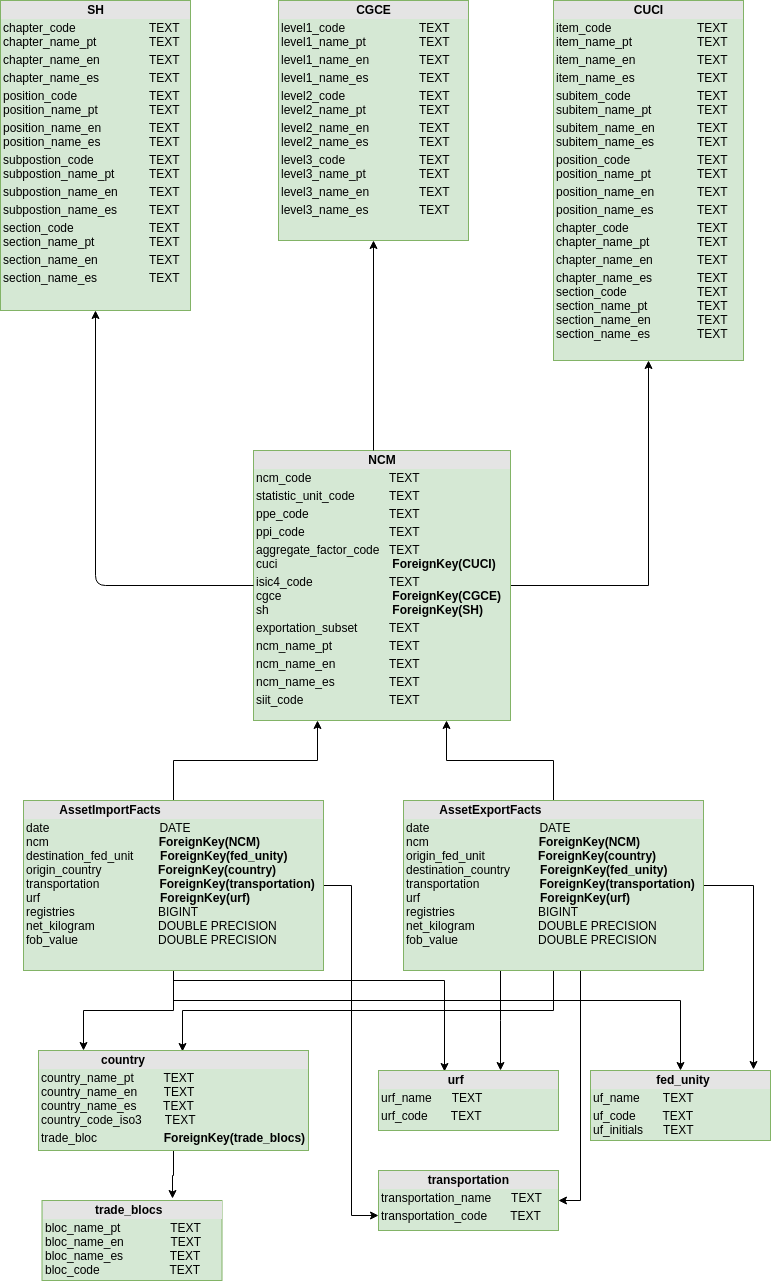 SH
chapter_code TEXT
chapter_name_pt TEXT
chapter_name_en TEXT
chapter_name_es TEXT
position_code TEXT
position_name_pt TEXT
position_name_en TEXT
position_name_es TEXT
subpostion_code TEXT
subpostion_name_pt TEXT
subpostion_name_en TEXT
subpostion_name_es TEXT
section_code TEXT
section_name_pt TEXT
section_name_en TEXT
section_name_es TEXT
CGCE
level1_code TEXT
level1_name_pt TEXT
level1_name_en TEXT
level1_name_es TEXT
level2_code TEXT
level2_name_pt TEXT
level2_name_en TEXT
level2_name_es TEXT
level3_code TEXT
level3_name_pt TEXT
level3_name_en TEXT
level3_name_es TEXT
CUCI
item_code TEXT
item_name_pt TEXT
item_name_en TEXT
item_name_es TEXT
subitem_code TEXT
subitem_name_pt TEXT
subitem_name_en TEXT
subitem_name_es TEXT
position_code TEXT
position_name_pt TEXT
position_name_en TEXT
position_name_es TEXT
chapter_code TEXT
chapter_name_pt TEXT
chapter_name_en TEXT
chapter_name_es TEXT
section_code TEXT
section_name_pt TEXT
section_name_en TEXT
section_name_es TEXT
NCM
ncm_code TEXT
statistic_unit_code TEXT
ppe_code TEXT
ppi_code TEXT
aggregate_factor_code TEXT
cuci ForeignKey(CUCI)
isic4_code TEXT
cgce ForeignKey(CGCE)
sh ForeignKey(SH)
exportation_subset TEXT
ncm_name_pt TEXT
ncm_name_en TEXT
ncm_name_es TEXT
siit_code TEXT
AssetImportFacts
date DATE
ncm ForeignKey(NCM)
destination_fed_unit ForeignKey(fed_unity)
origin_country ForeignKey(country)
transportation ForeignKey(transportation)
urf ForeignKey(urf)
registries BIGINT
net_kilogram DOUBLE PRECISION
fob_value DOUBLE PRECISION
AssetExportFacts
date DATE
ncm ForeignKey(NCM)
origin_fed_unit ForeignKey(country)
destination_country ForeignKey(fed_unity)
transportation ForeignKey(transportation)
urf ForeignKey(urf)
registries BIGINT
net_kilogram DOUBLE PRECISION
fob_value DOUBLE PRECISION
country
country_name_pt TEXT
country_name_en TEXT
country_name_es TEXT
country_code_iso3 TEXT
trade_bloc ForeignKey(trade_blocs)
urf
urf_name TEXT
urf_code TEXT
fed_unity
uf_name TEXT
uf_code TEXT
uf_initials TEXT
transportation
transportation_name TEXT
transportation_code TEXT
trade_blocs
bloc_name_pt TEXT
bloc_name_en TEXT
bloc_name_es TEXT
bloc_code TEXT